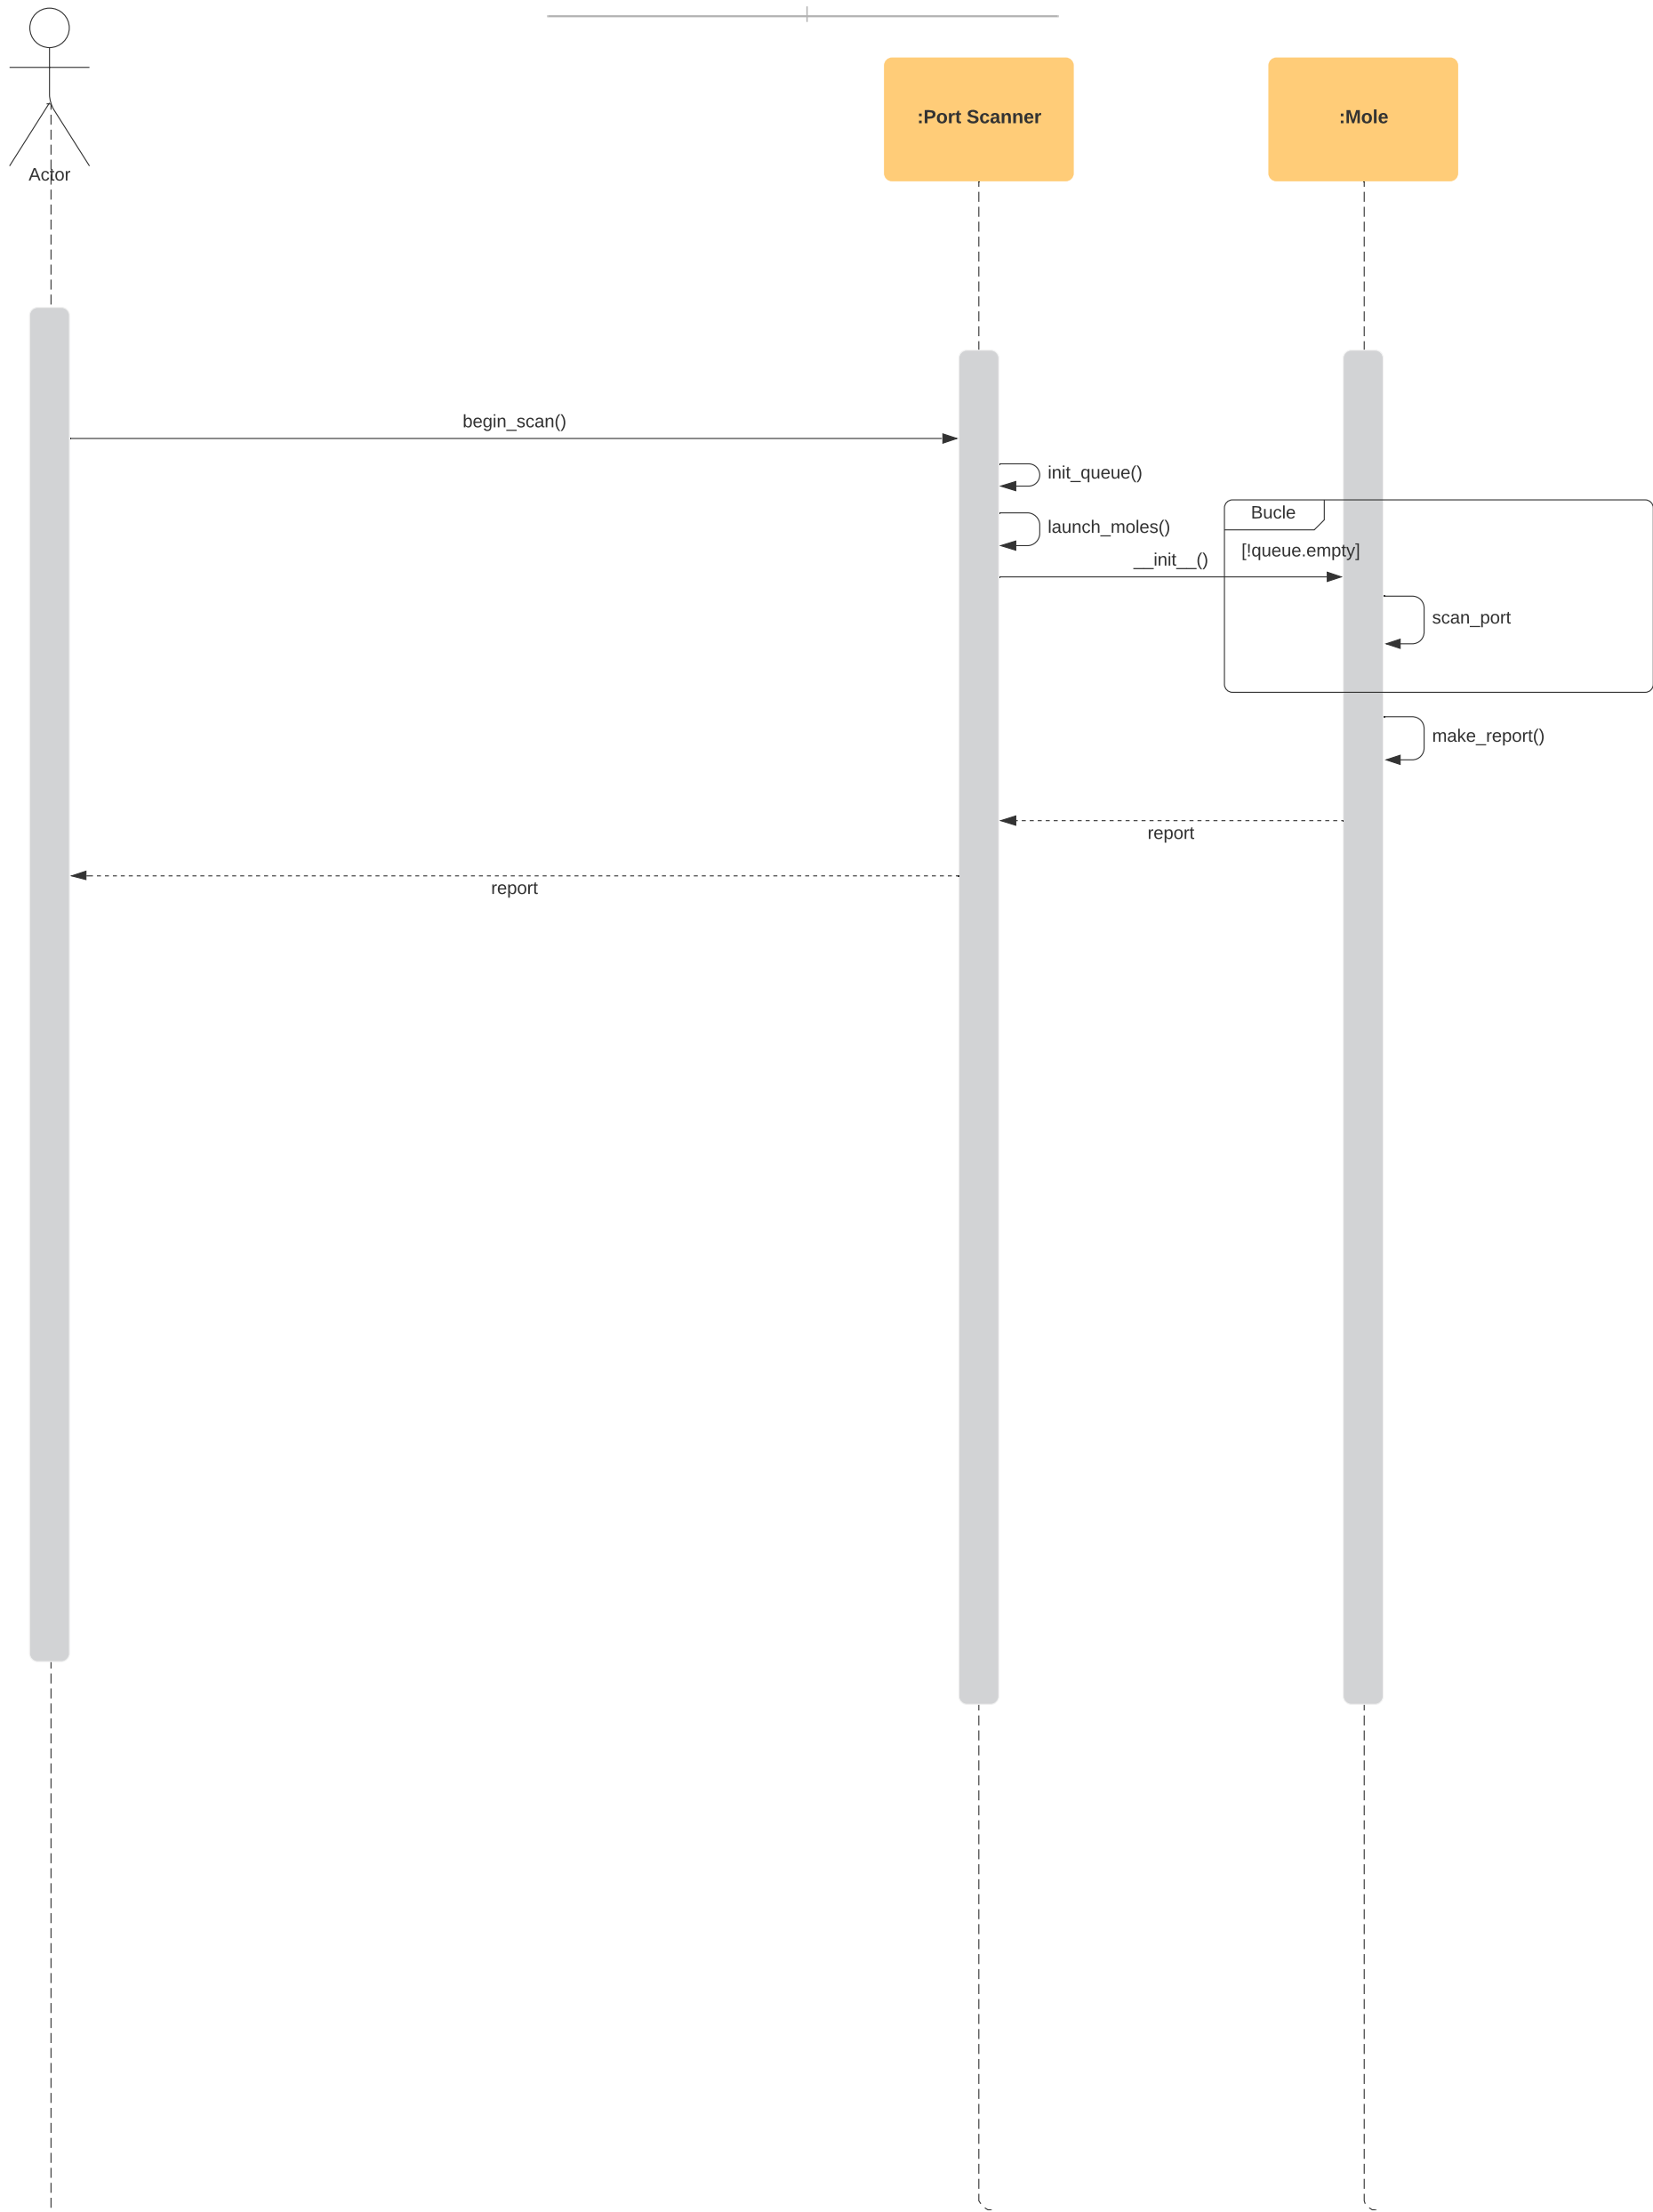 :Port Scanner
:Mole
Actor
begin_scan()
init_queue()
Bucle
launch_moles()
[!queue.empty]
__init__()
scan_port
make_report()
report
report